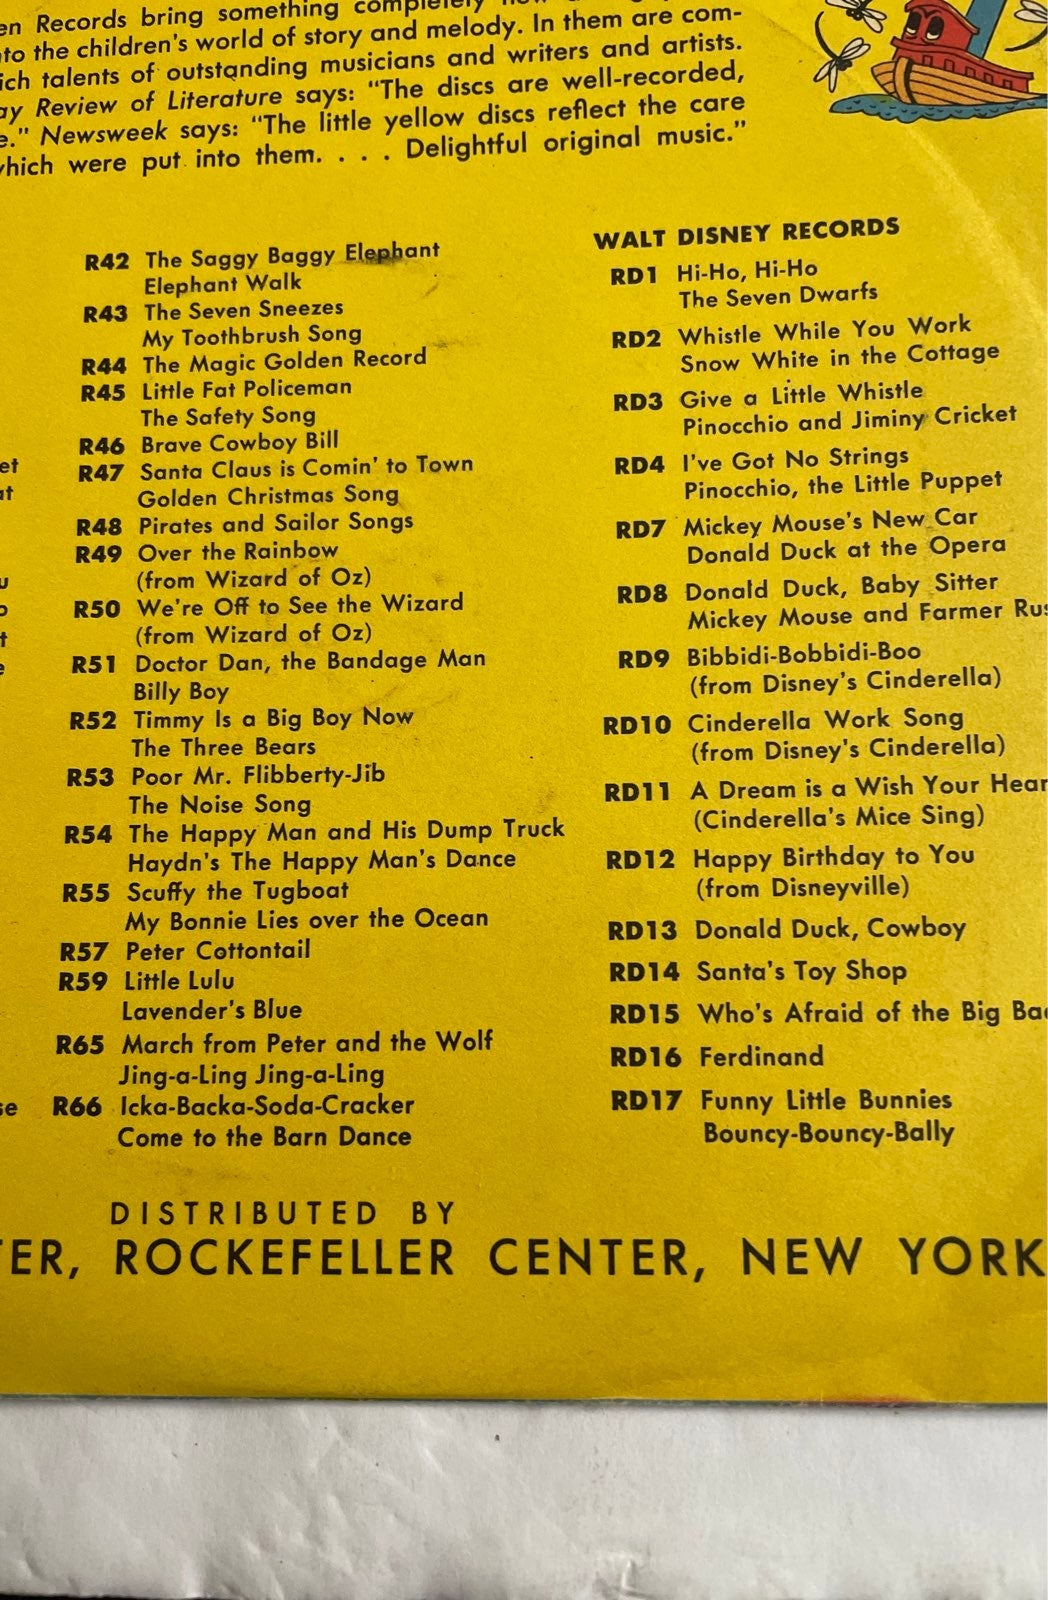 en Records bring something completely
to the children's world of story and melody. In them are com-
ich talents of outstanding musicians and writers and artists.
ay Review of Literature says: "The discs are well-recorded,
e." Newsweek says: "The little yellow discs reflect the care
which were put into them. . . . Delightful original music."
R42 The Saggy Baggy Elephant
Elephant Walk
R43 The Seven Sneezes
My Toothbrush Song
R44 The Magic Golden Record
R45 Little Fat Policeman
The Safety Song
R46 Brave Cowboy Bill
R47 Santa Claus is Comin' to Town
Golden Christmas Song
R48 Pirates and Sailor Songs
R49 Over the Rainbow
(from Wizard of Oz)
R50 We're Off to See the Wizard
(from Wizard of Oz)
R51 Doctor Dan, the Bandage Man
Billy Boy
R52 Timmy Is a Big Boy Now
The Three Bears
R53 Poor Mr. Flibberty-Jib
The Noise Song
R54 The Happy Man and His Dump Truck
Haydn's The Happy Man's Dance
R55 Scuffy the Tugboat
My Bonnie Lies over the Ocean
R57 Peter Cottontail
R59 Little Lulu
Lavender's Blue
R65 March from Peter and the Wolf
Jing-a-Ling Jing-a-Ling
R66 Icka-Backa-Soda-Cracker
Come to the Barn Dance
WALT DISNEY RECORDS
RD1 Hi-Ho, Hi-Ho
The Seven Dwarfs
RD2 Whistle While You Work
Snow White in the Cottage
RD3 Give a Little Whistle
Pinocchio and Jiminy Cricket
RD4 I've Got No Strings
Pinocchio, the Little Puppet
RD7 Mickey Mouse's New Car
Donald Duck at the Opera
RD8 Donald Duck, Baby Sitter
Mickey Mouse and Farmer Rus
RD9 Bibbidi-Bobbidi-Boo
(from Disney's Cinderella)
RD10 Cinderella Work Song
(from Disney's Cinderella)
RD11 A Dream is a Wish Your Hear
(Cinderella's Mice Sing)
RD12 Happy Birthday to You
(from Disneyville)
RD13 Donald Duck, Cowboy
RD14 Santa's Toy Shop
RD15 Who's Afraid of the Big Ba
RD16 Ferdinand
RD17 Funny Little Bunnies
Bouncy-Bouncy-Bally
DISTRIBUTED BY
ER, ROCKEFELLER CENTER, NEW YORK